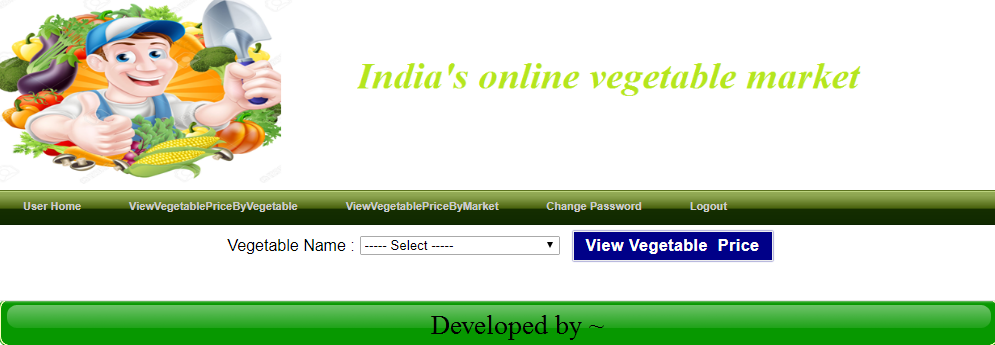 India's online vegetable market
User Home ViewVegetablePriceByVegetable ViewVegetablePriceByMarket Change Password Logout
Vegetable Name : ----- Select ----- View Vegetable Price
Developed by ~